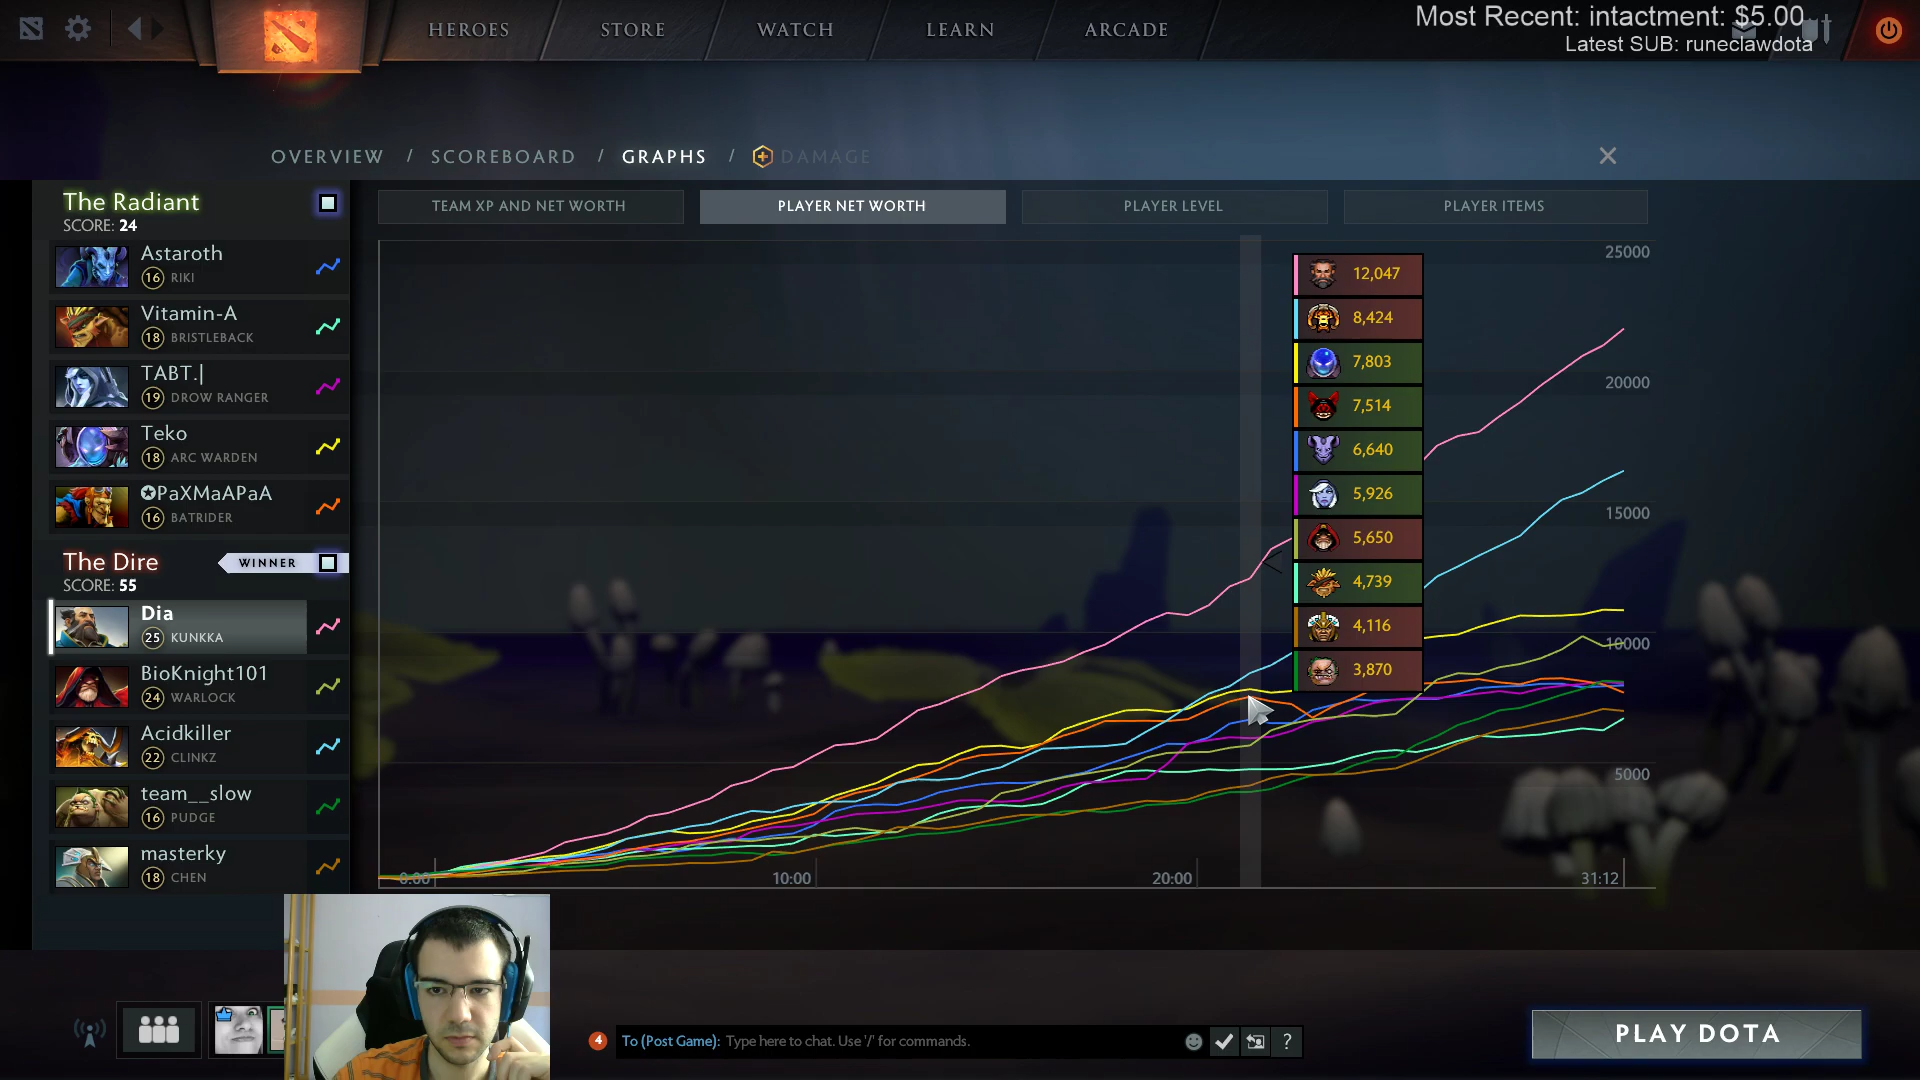 HEROES
STORE
WATCH
LEARN
ARCADE
Most Recent: intactment: $5.00
Latest SUB: runeclawdota
OVERVIEW / SCOREBOARD / GRAPHS / DAMAGE
The Radiant
SCORE: 24
Astaroth
16 RIKI
Vitamin-A
18 BRISTLEBACK
TABT.|
19 DROW RANGER
Teko
18 ARC WARDEN
✪PaXMaAPaA
16 BATRIDER
The Dire
WINNER
SCORE: 55
Dia
25 KUNKKA
BioKnight101
24 WARLOCK
Acidkiller
22 CLINKZ
team__slow
16 PUDGE
masterky
18 CHEN
TEAM XP AND NET WORTH
PLAYER NET WORTH
PLAYER LEVEL
PLAYER ITEMS
25000
20000
15000
10000
5000
12,047
8,424
7,803
7,514
6,640
5,926
5,650
4,739
4,116
3,870
0:00
10:00
20:00
31:12
4
To (Post Game): Type here to chat. Use '/' for commands.
?
PLAY DOTA